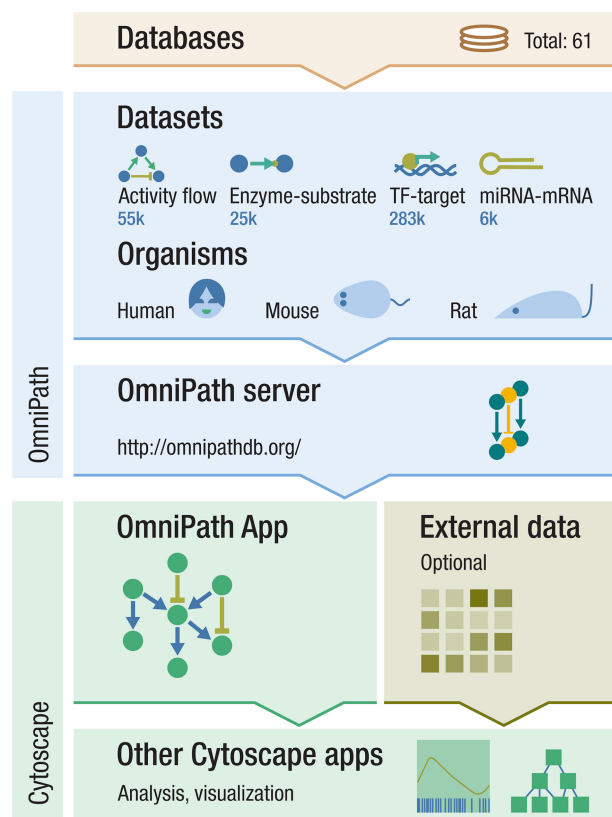 Databases
Total: 61
OmniPath
Datasets
Activity flow
55k
Enzyme-substrate
25k
TF-target
283k
miRNA-mRNA
6k
Organisms
Human
Mouse
Rat
OmniPath server
http://omnipathdb.org/
Cytoscape
OmniPath App
External data
Optional
Other Cytoscape apps
Analysis, visualization